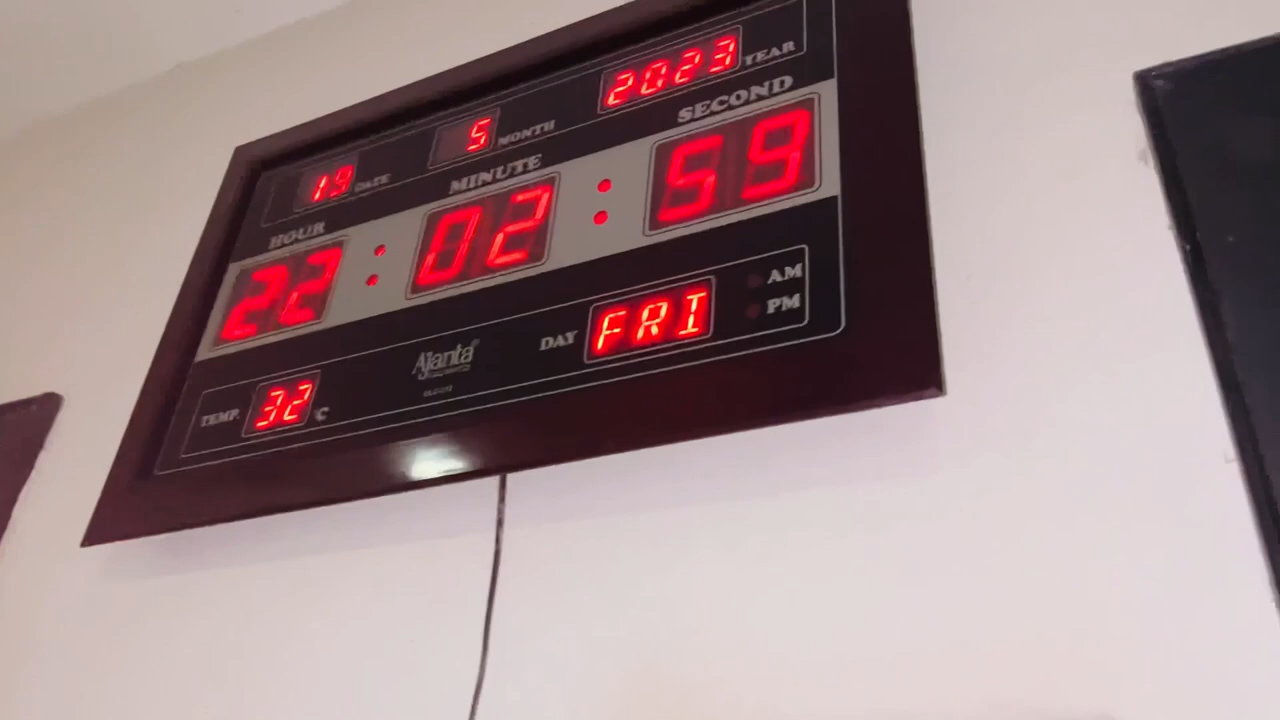 2023 YEAR
5 MONTH
19 DATE
HOUR MINUTE SECOND
22 : 02 : 59
AM
DAY FRI PM
Ajanta
TEMP. 32 °C